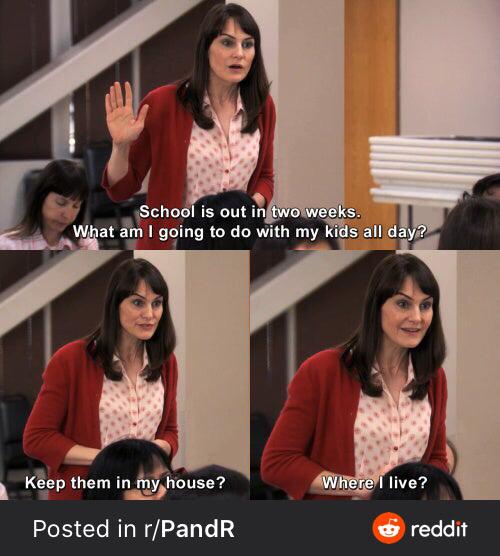 School is out in two weeks.
What am I going to do with my kids all day?
Keep them in my house?
Where I live?
Posted in r/PandR
reddit